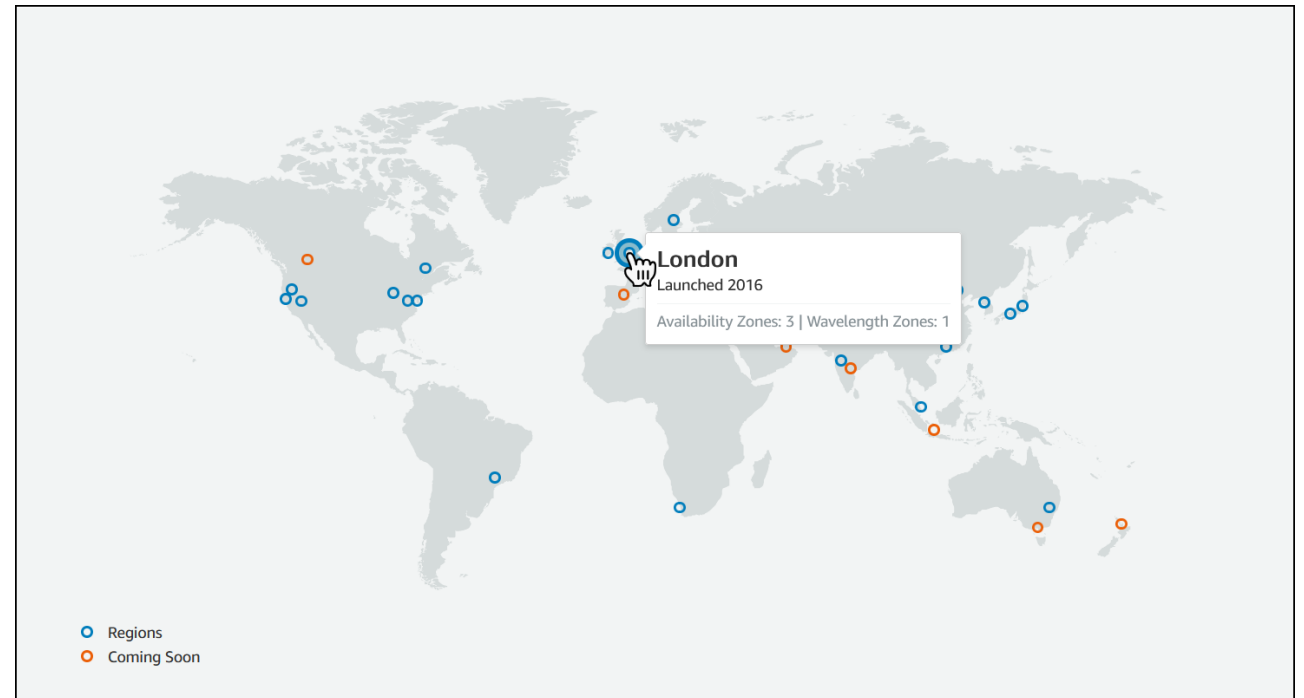 London
Launched 2016
Availability Zones: 3 | Wavelength Zones: 1
Regions
Coming Soon